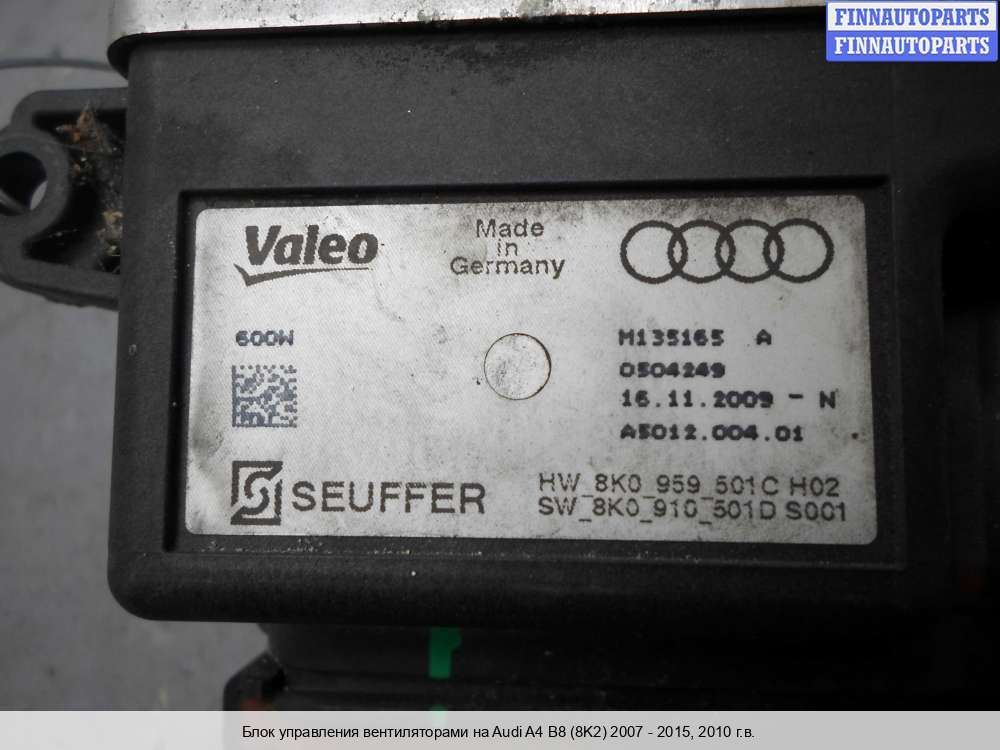 FINNAUTOPARTS
FINNAUTOPARTS
Valeo
Made
in
Germany
600W
M135165 A
0504249
16.11.2009 - N
A5012.004.01
SEUFFER
HW_8K0_959_501C H02
SW_8K0_910_501D S001
Блок управления вентиляторами на Audi A4 B8 (8K2) 2007 - 2015, 2010 г.в.